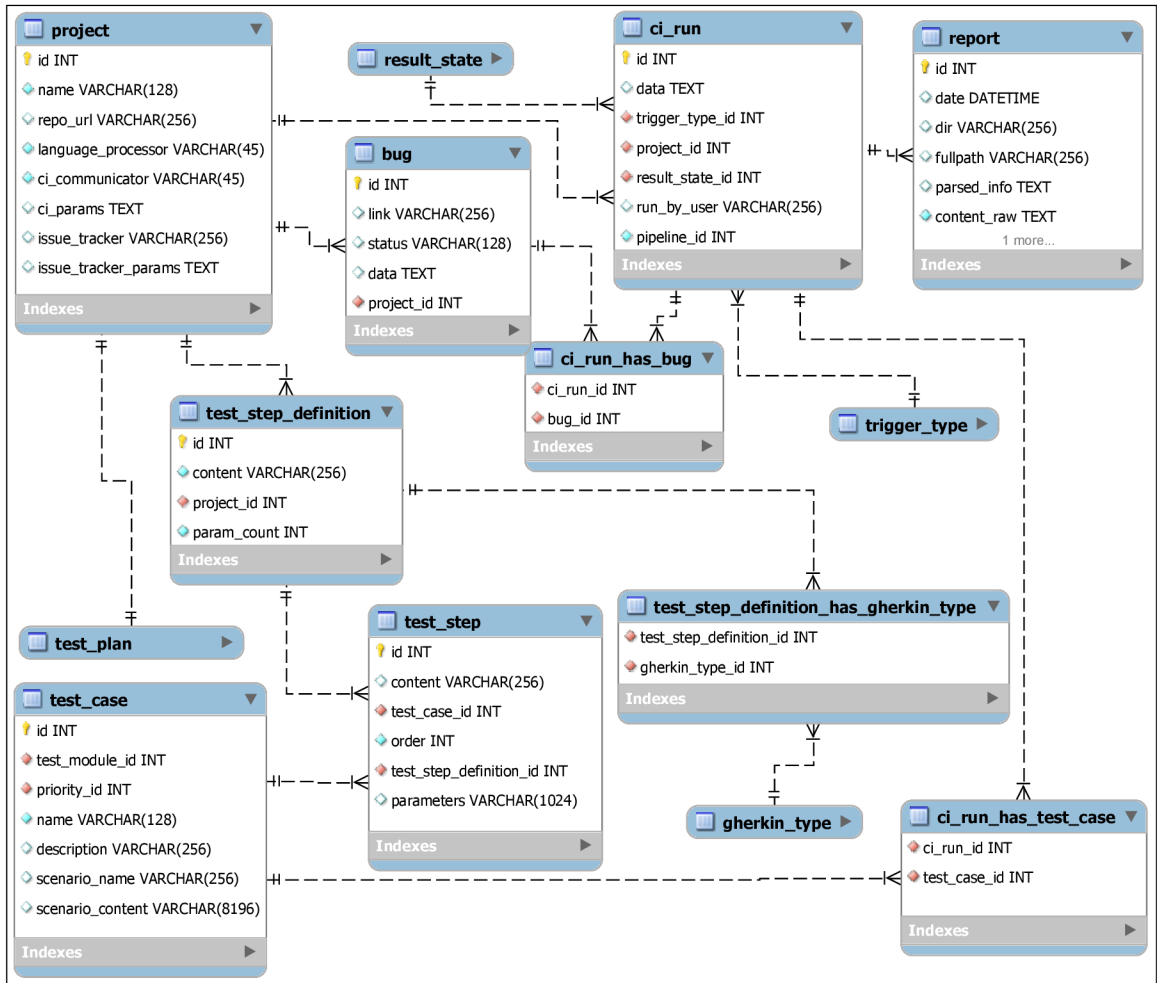 project
id INT
name VARCHAR(128)
repo_url VARCHAR(256)
language_processor VARCHAR(45)
ci_communicator VARCHAR(45)
ci_params TEXT
issue_tracker VARCHAR(256)
issue_tracker_params TEXT
Indexes
result_state
bug
id INT
link VARCHAR(256)
status VARCHAR(128)
data TEXT
project_id INT
Indexes
ci_run
id INT
data TEXT
trigger_type_id INT
project_id INT
result_state_id INT
run_by_user VARCHAR(256)
pipeline_id INT
Indexes
report
id INT
date DATETIME
dir VARCHAR(256)
fullpath VARCHAR(256)
parsed_info TEXT
content_raw TEXT
1 more...
Indexes
ci_run_has_bug
ci_run_id INT
bug_id INT
Indexes
trigger_type
test_step_definition
id INT
content VARCHAR(256)
project_id INT
param_count INT
Indexes
test_plan
test_step
id INT
content VARCHAR(256)
test_case_id INT
order INT
test_step_definition_id INT
parameters VARCHAR(1024)
Indexes
test_step_definition_has_gherkin_type
test_step_definition_id INT
gherkin_type_id INT
Indexes
test_case
id INT
test_module_id INT
priority_id INT
name VARCHAR(128)
description VARCHAR(256)
scenario_name VARCHAR(256)
scenario_content VARCHAR(8196)
Indexes
gherkin_type
ci_run_has_test_case
ci_run_id INT
test_case_id INT
Indexes